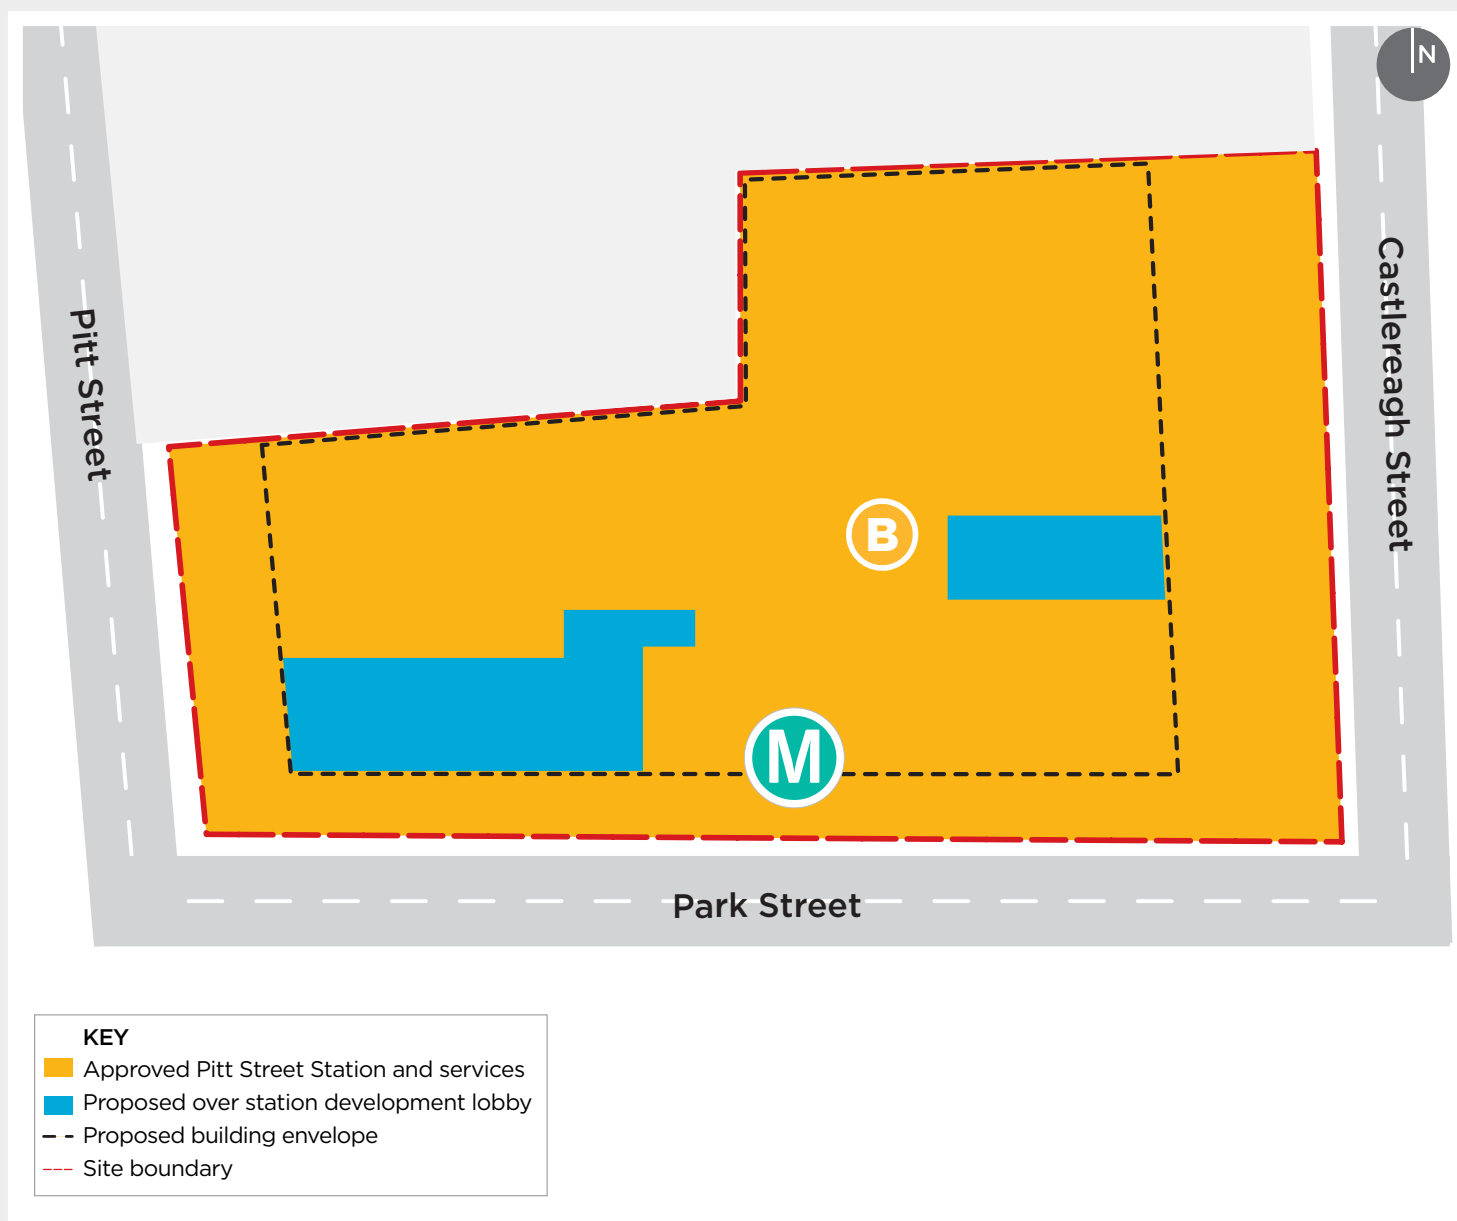 N
Castlereagh Street
Pitt Street
B
M
Park Street
KEY
Approved Pitt Street Station and services
Proposed over station development lobby
Proposed building envelope
Site boundary